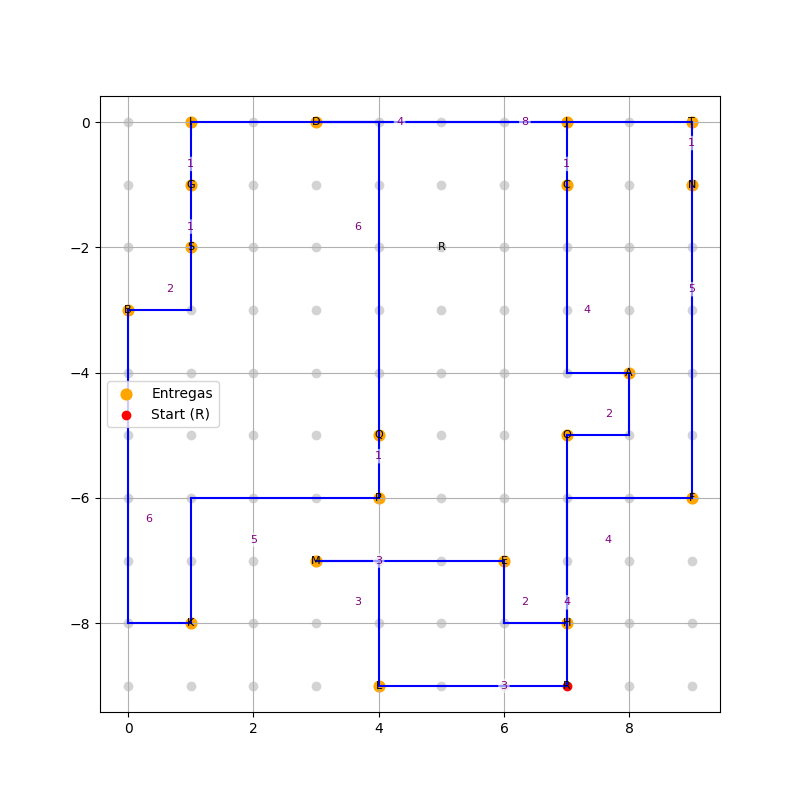 0 D 4 8 J T
1 1 1
G C N
6 1
−2 S R
2 5
B 4
−4 A
Entregas
Start (R)
2
Q O
1
−6 P F
6 5 4
M 3 E
3 2 4
−8 K H
L 3
0 2 4 6 8